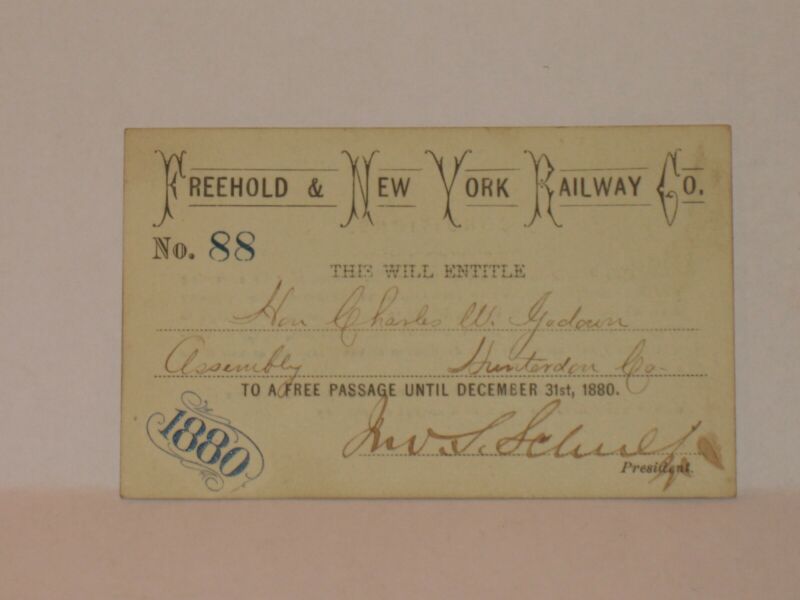 FREEHOLD & NEW YORK RAILWAY CO.
No. 88
THIS WILL ENTITLE
Hon Charles W. Godown
Assembly Hunterdon Co.
TO A FREE PASSAGE UNTIL DECEMBER 31st, 1880.
1880
S. Schul
President.